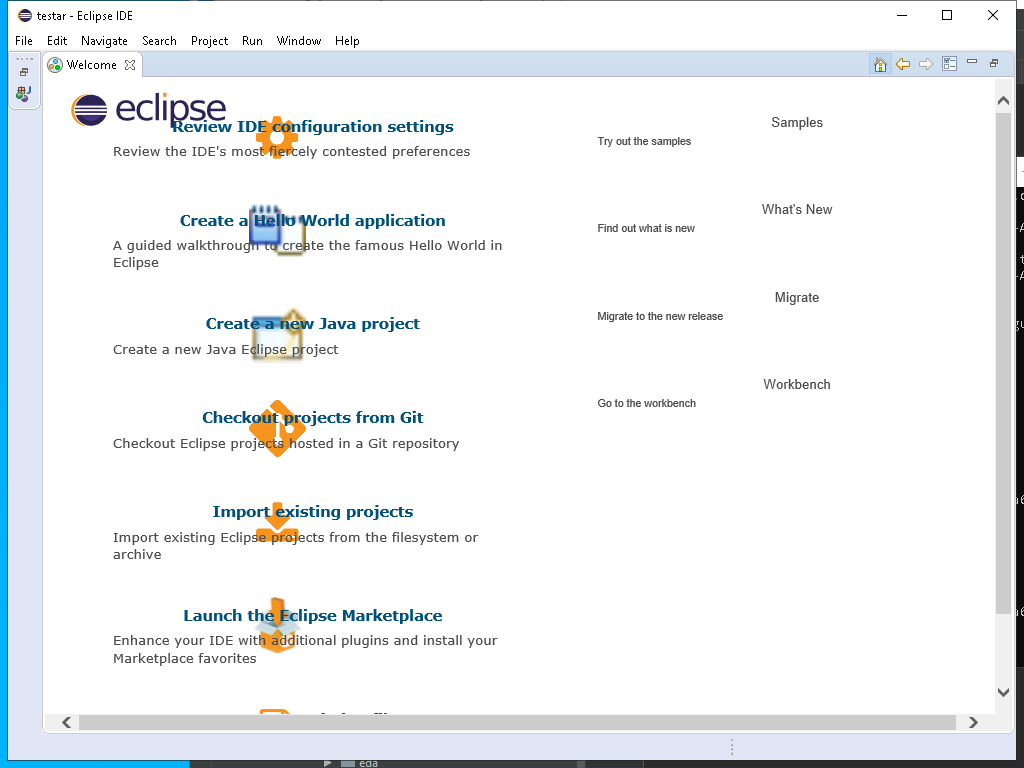 testar - Eclipse IDE
File Edit Navigate Search Project Run Window Help
Welcome
eclipse
Review IDE configuration settings
Review the IDE's most fiercely contested preferences
Create a Hello World application
A guided walkthrough to create the famous Hello World in
Eclipse
Create a new Java project
Create a new Java Eclipse project
Checkout projects from Git
Checkout Eclipse projects hosted in a Git repository
Import existing projects
Import existing Eclipse projects from the filesystem or
archive
Launch the Eclipse Marketplace
Enhance your IDE with additional plugins and install your
Marketplace favorites
Samples
Try out the samples
What's New
Find out what is new
Migrate
Migrate to the new release
Workbench
Go to the workbench
eda